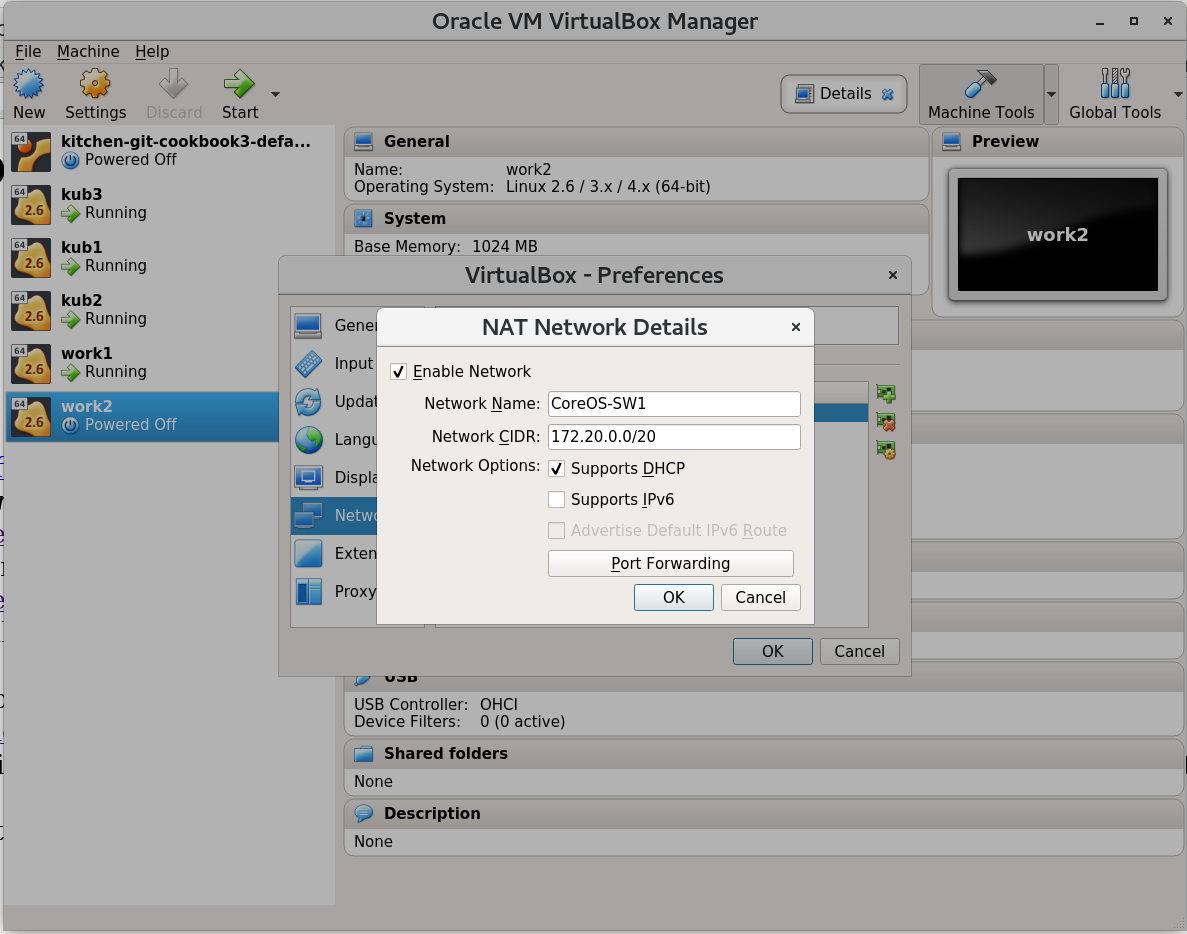 Oracle VM VirtualBox Manager
File Machine Help
New Settings Discard Start Details Machine Tools Global Tools
64
kitchen-git-cookbook3-defa...
Powered Off
64
2.6
kub3
Running
64
2.6
kub1
Running
64
2.6
kub2
Running
64
2.6
work1
Running
64
2.6
work2
Powered Off
General
Name: work2
Operating System: Linux 2.6 / 3.x / 4.x (64-bit)
System
Base Memory: 1024 MB
Preview
work2
VirtualBox - Preferences
Input
Proxy
NAT Network Details
Enable Network
Network Name: CoreOS-SW1
Network CIDR: 172.20.0.0/20
Network Options: Supports DHCP
Supports IPv6
Advertise Default IPv6 Route
Port Forwarding
OK Cancel
OK Cancel
USB
USB Controller: OHCI
Device Filters: 0 (0 active)
Shared folders
None
Description
None